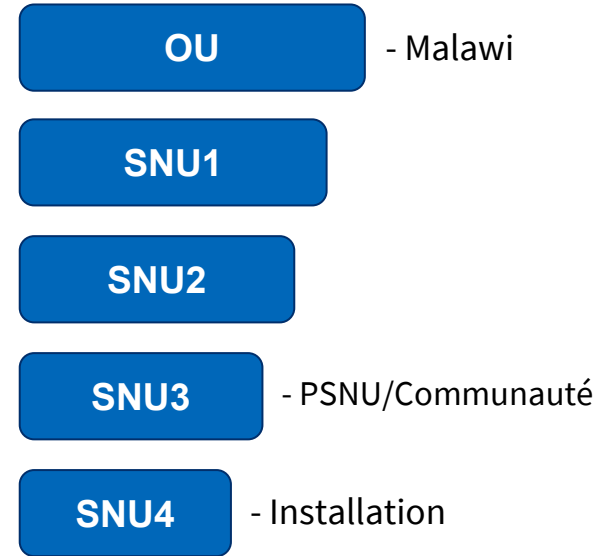 OU - Malawi
SNU1
SNU2
SNU3 - PSNU/Communauté
SNU4 - Installation